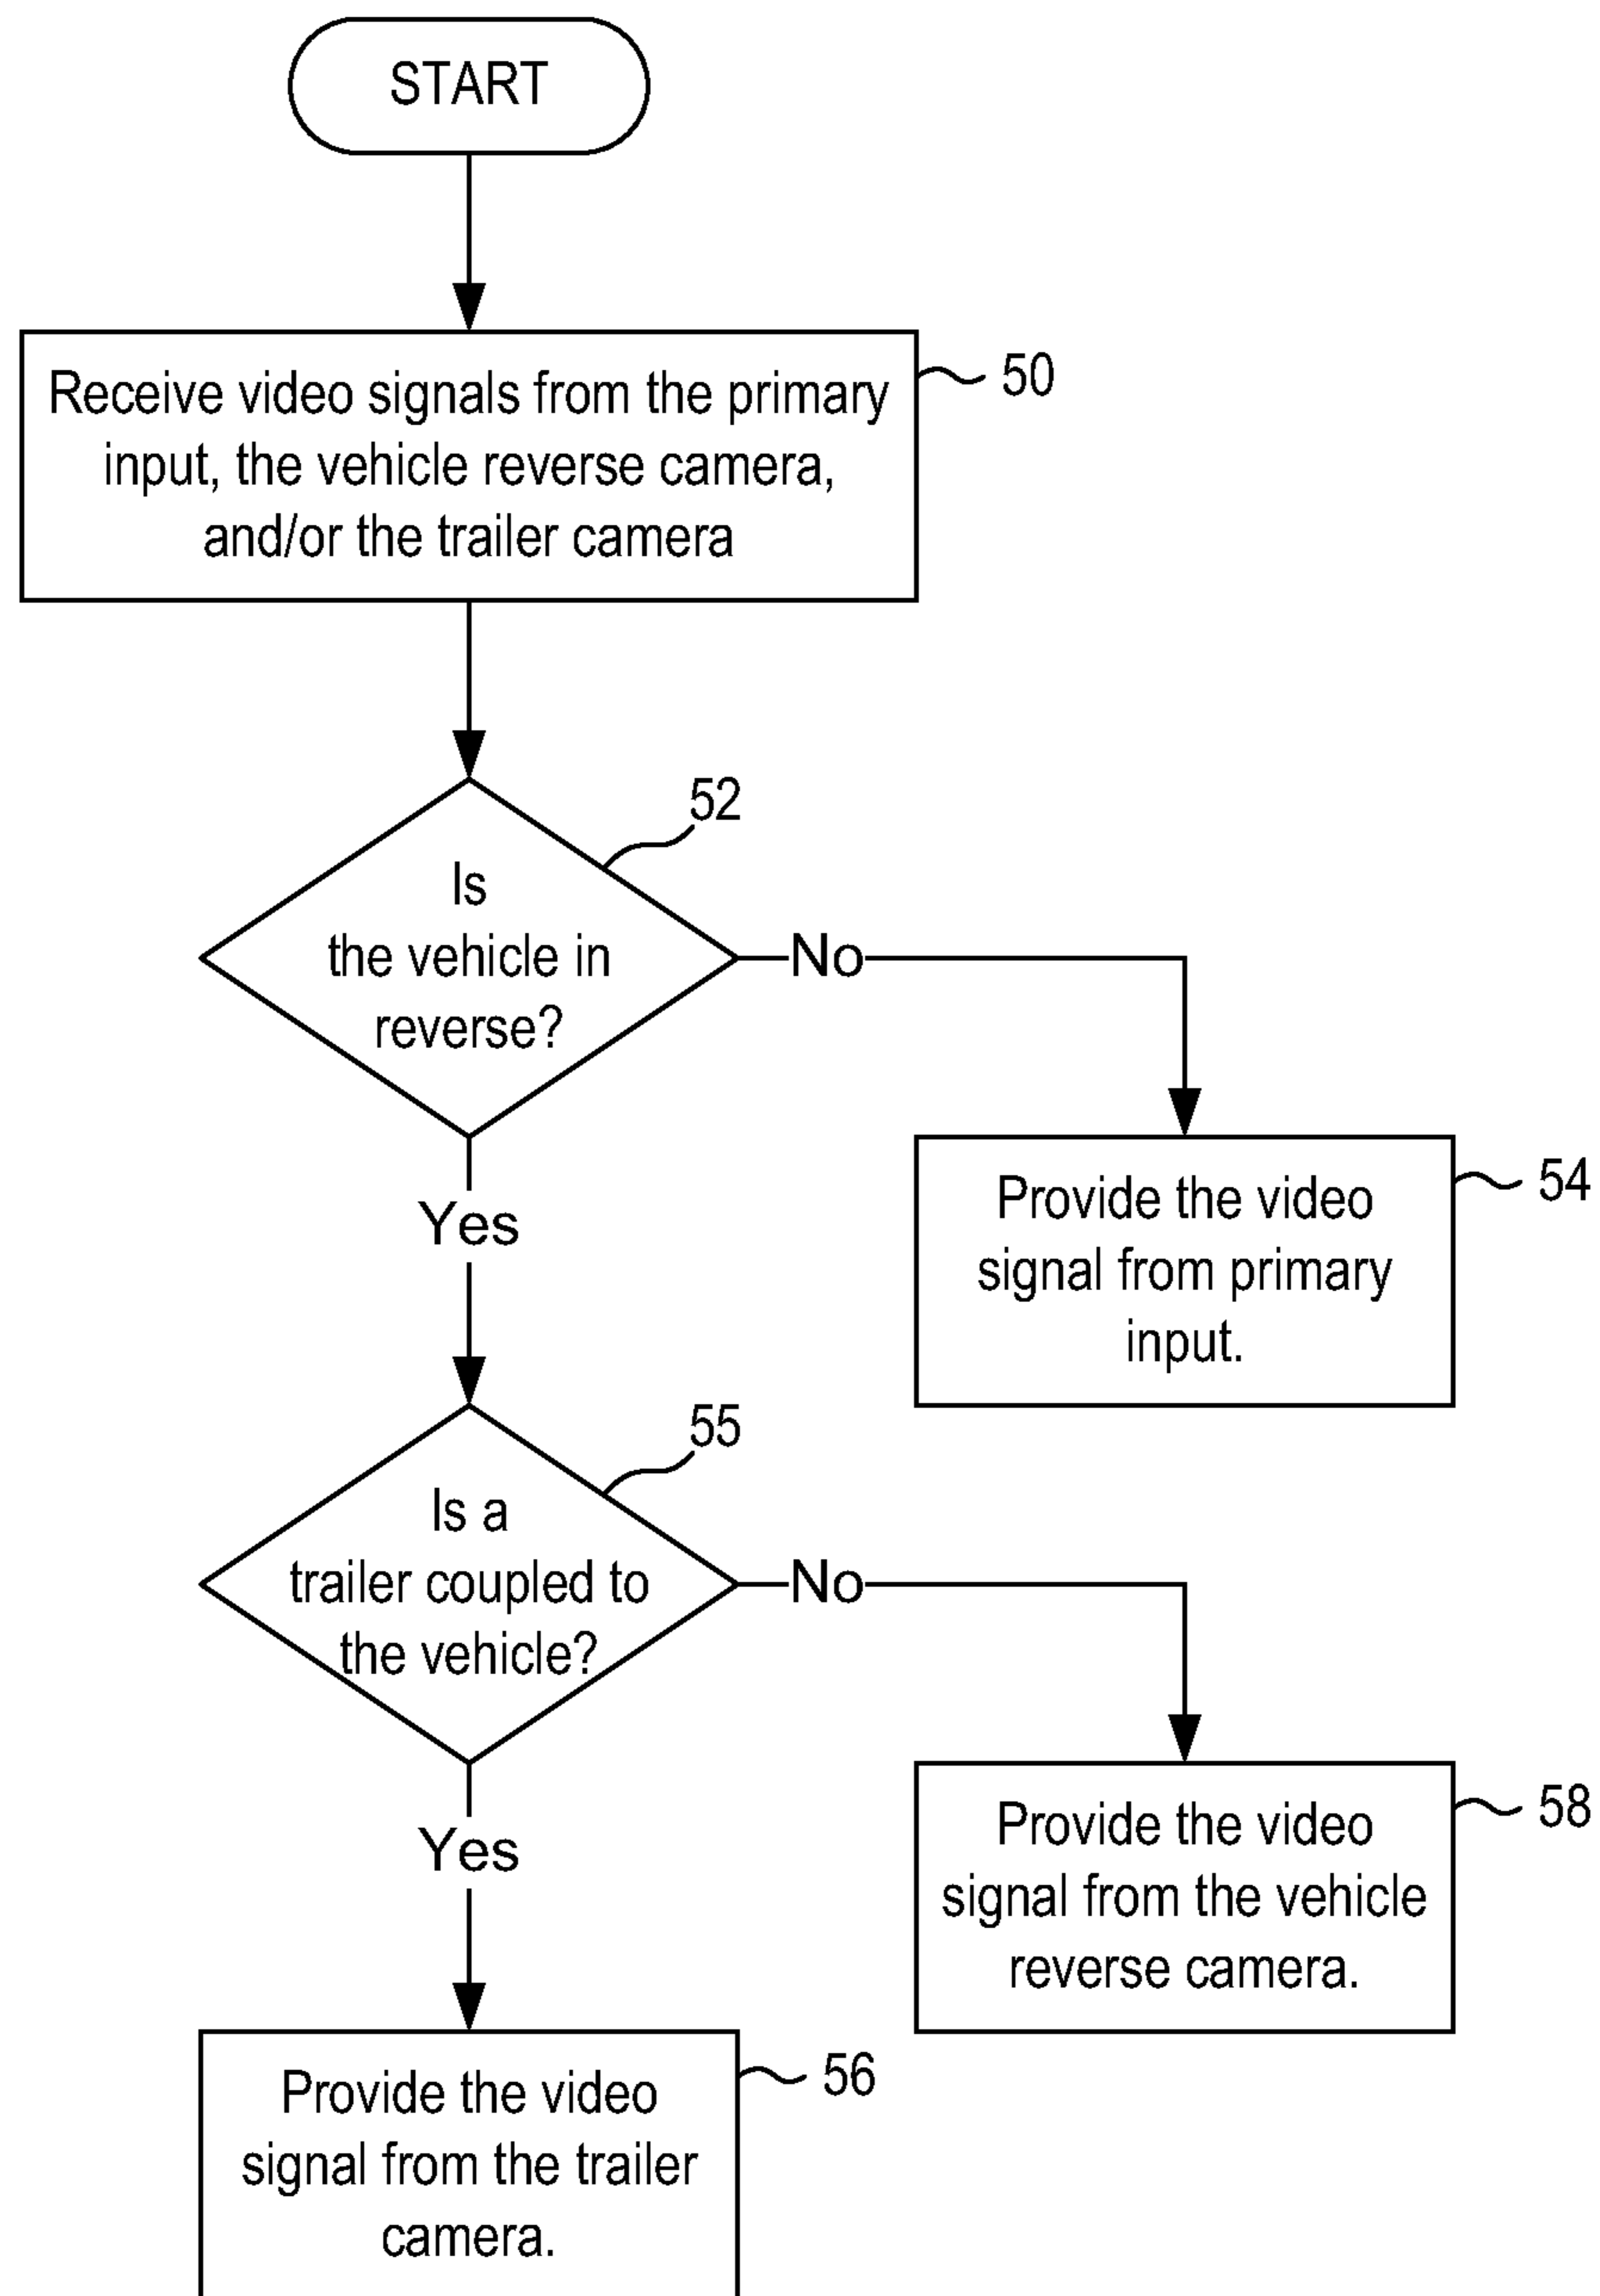 START
Receive video signals from the primary
input, the vehicle reverse camera,
and/or the trailer camera
50
52
Is
the vehicle in
reverse?
No
Yes
Provide the video
signal from primary
input.
54
55
Is a
trailer coupled to
the vehicle?
No
Yes
Provide the video
signal from the vehicle
reverse camera.
58
Provide the video
signal from the trailer
camera.
56